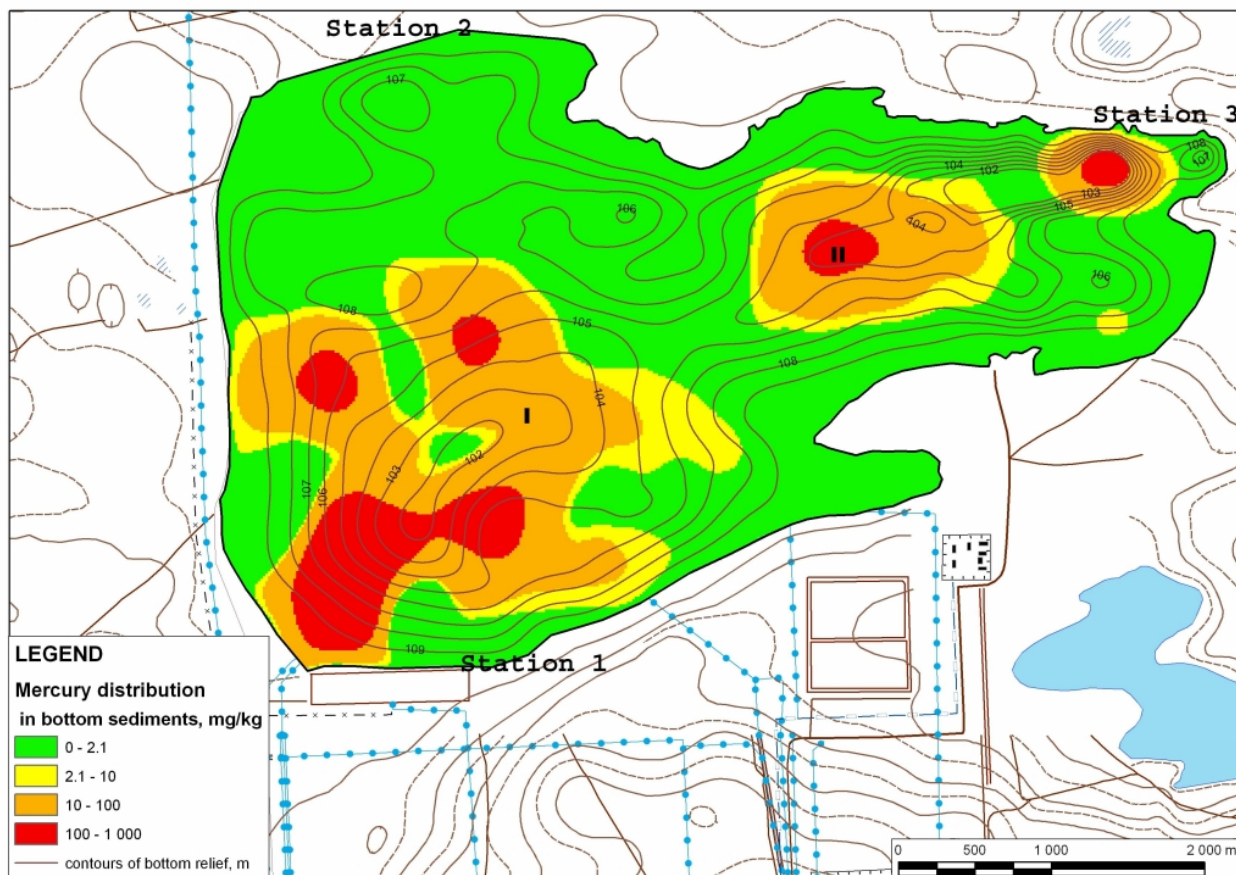 Station 2
107
Station 3
108
107
104
102
103
105
106
104
II
106
108
105
108
104
I
102
103
107
106
109
Station 1
LEGEND
Mercury distribution
in bottom sediments, mg/kg
0 - 2.1
2.1 - 10
10 - 100
100 - 1 000
contours of bottom relief, m
0 500 1 000 2 000 m